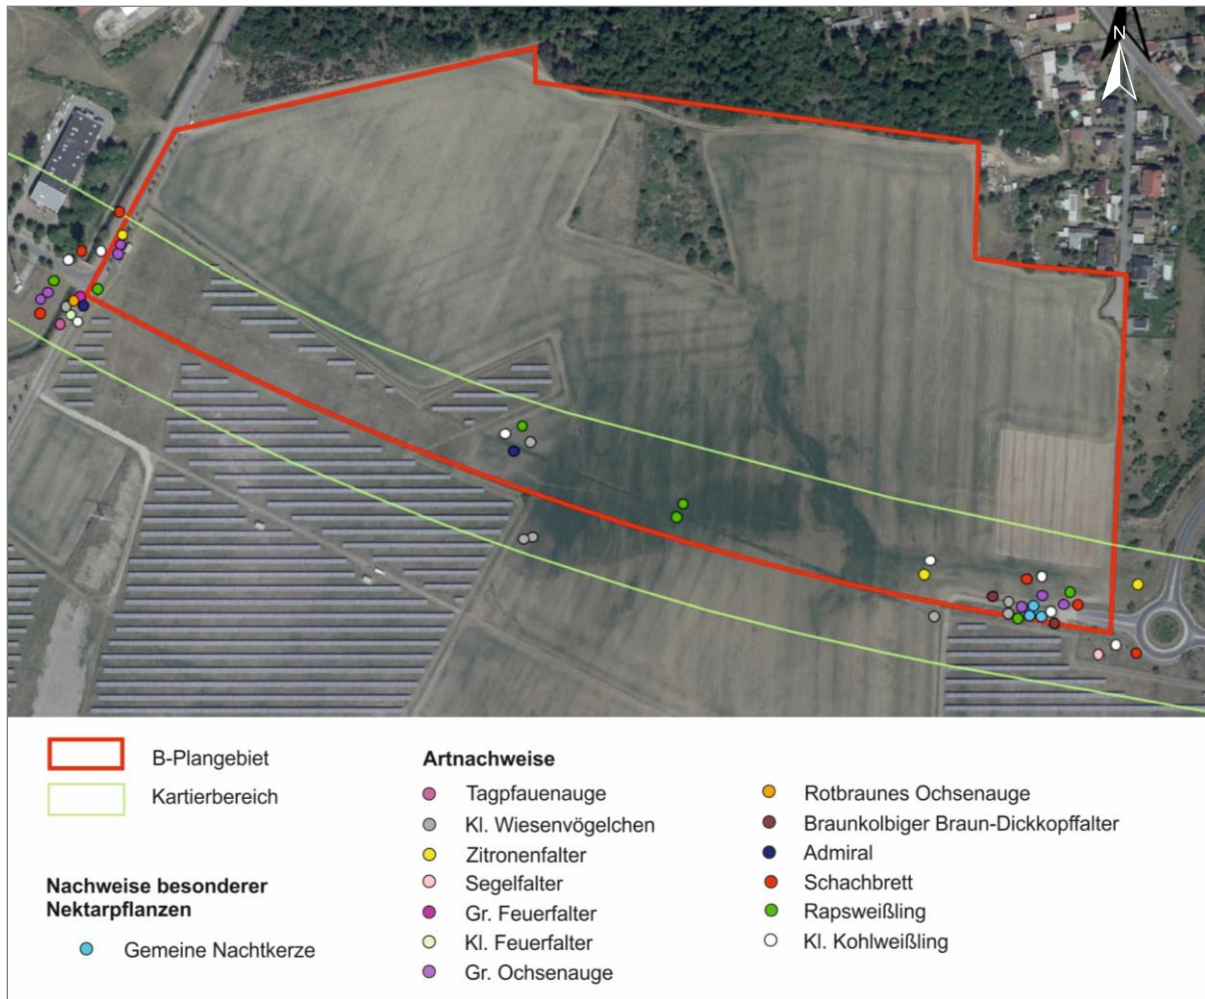 N
B-Plangebiet
Kartierbereich
Nachweise besonderer
Nektarpflanzen
Gemeine Nachtkerze
Artnachweise
Tagpfauenauge
Kl. Wiesenvögelchen
Zitronenfalter
Segelfalter
Gr. Feuerfalter
Kl. Feuerfalter
Gr. Ochsenauge
Rotbraunes Ochsenauge
Braunkolbiger Braun-Dickkopffalter
Admiral
Schachbrett
Rapsweißling
Kl. Kohlweißling